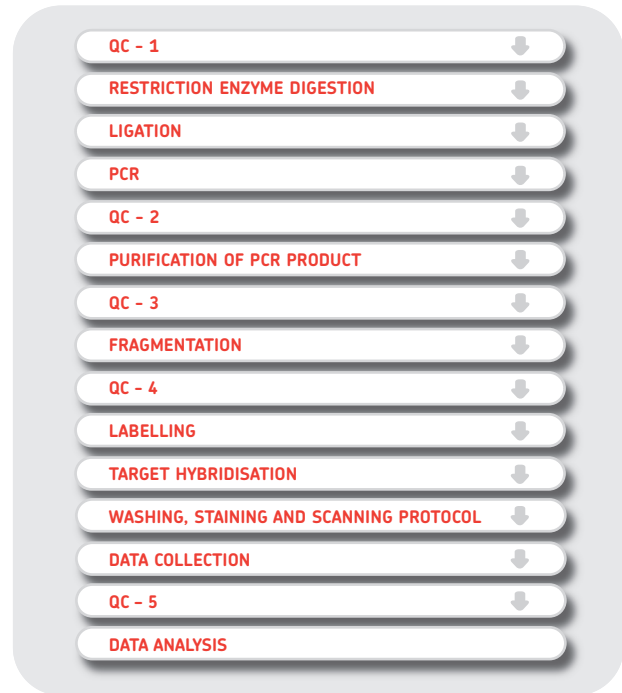 QC – 1
RESTRICTION ENZYME DIGESTION
LIGATION
PCR
QC – 2
PURIFICATION OF PCR PRODUCT
QC – 3
FRAGMENTATION
QC – 4
LABELLING
TARGET HYBRIDISATION
WASHING, STAINING AND SCANNING PROTOCOL
DATA COLLECTION
QC – 5
DATA ANALYSIS